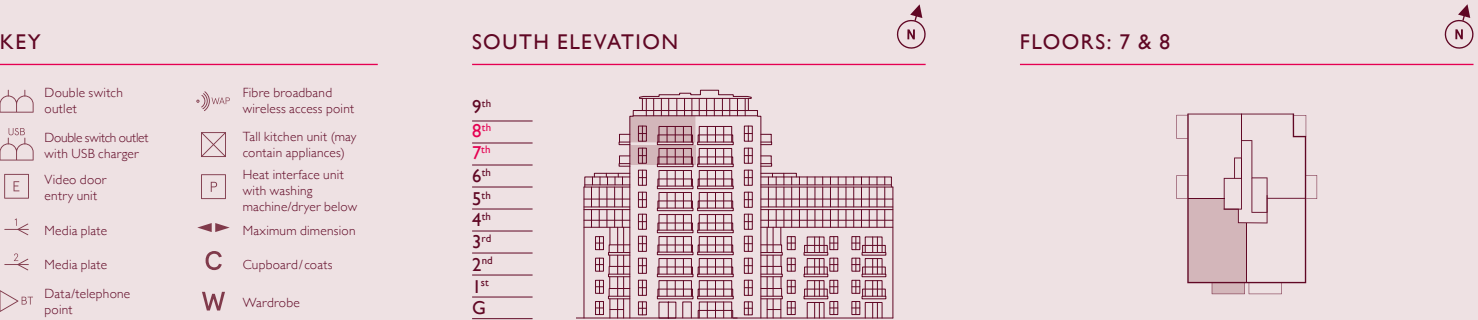 KEY
Double switch
outlet
USB
Double switch outlet
with USB charger
E
Video door
entry unit
1
Media plate
2
Media plate
BT
Data/telephone
point
WAP
Fibre broadband
wireless access point
Tall kitchen unit (may
contain appliances)
P
Heat interface unit
with washing
machine/dryer below
Maximum dimension
C
Cupboard/coats
W
Wardrobe
SOUTH ELEVATION
N
9th
8th
7th
6th
5th
4th
3rd
2nd
1st
G
FLOORS: 7 & 8
N